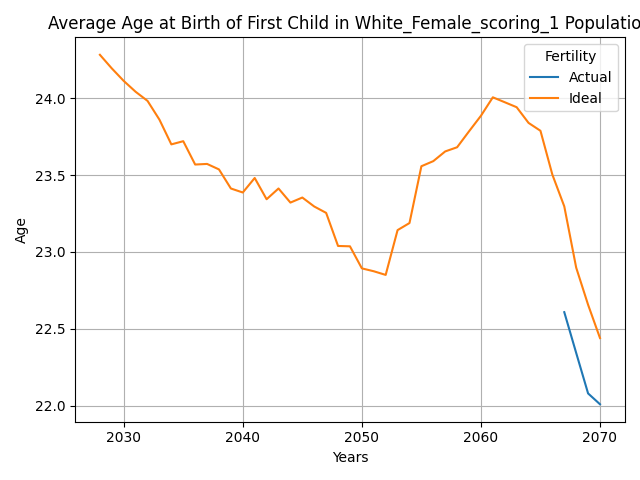 Average Age at Birth of First Child in White_Female_scoring_1 Populatio
Fertility
Actual
Ideal
24.0
23.5
23.0
22.5
22.0
Age
2030 2040 2050 2060 2070
Years